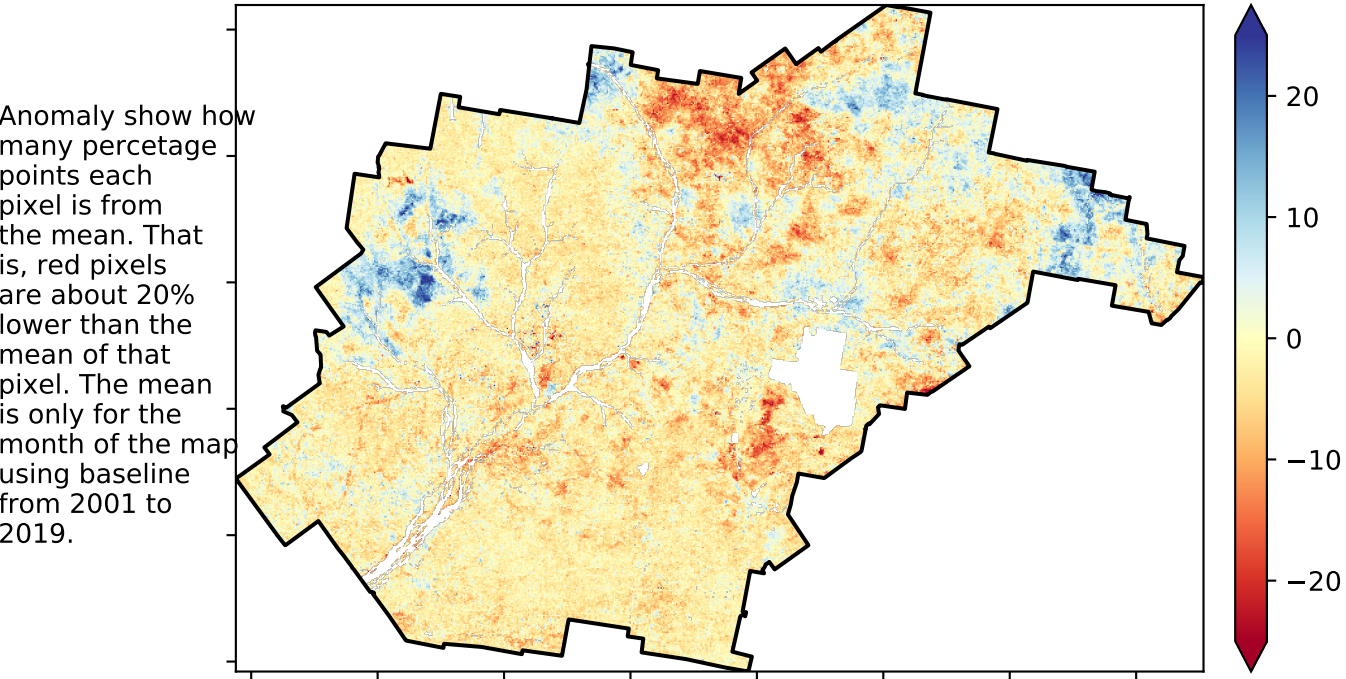 Anomaly show how
many percetage
points each
pixel is from
the mean. That
is, red pixels
are about 20%
lower than the
mean of that
pixel. The mean
is only for the
month of the map
using baseline
from 2001 to
2019.
20
10
0
−10
−20